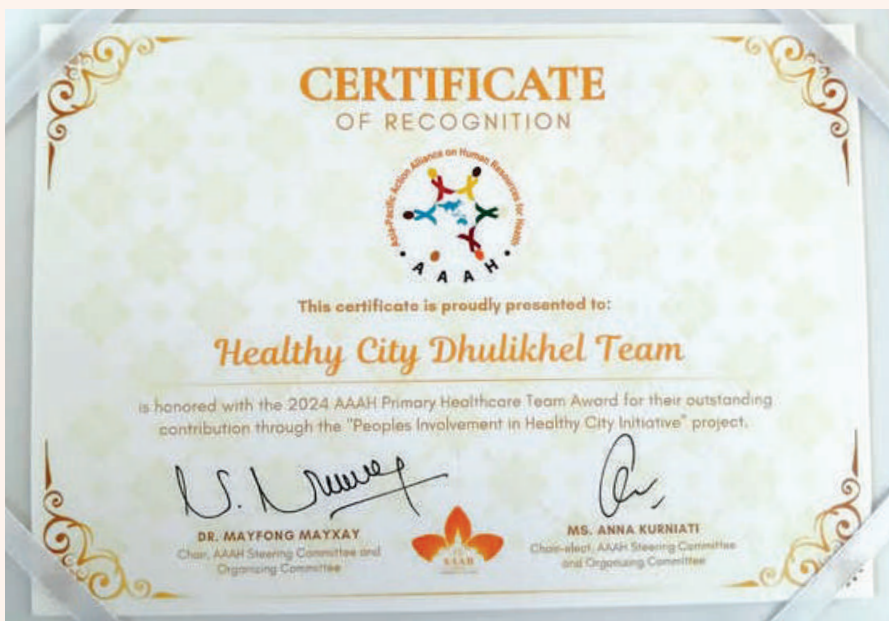 CERTIFICATE
OF RECOGNITION
Asia-Pacific Action Alliance on Human Resources for Health
• A A A H •
This certificate is proudly presented to:
Healthy City Dhulikhel Team
is honored with the 2024 AAAH Primary Healthcare Team Award for their outstanding
contribution through the "Peoples Involvement in Healthy City Initiative" project.
DR. MAYFONG MAYXAY
Chair, AAAH Steering Committee and
Organizing Committee
AAAH
MS. ANNA KURNIATI
Chair-elect, AAAH Steering Committee
and Organizing Committee